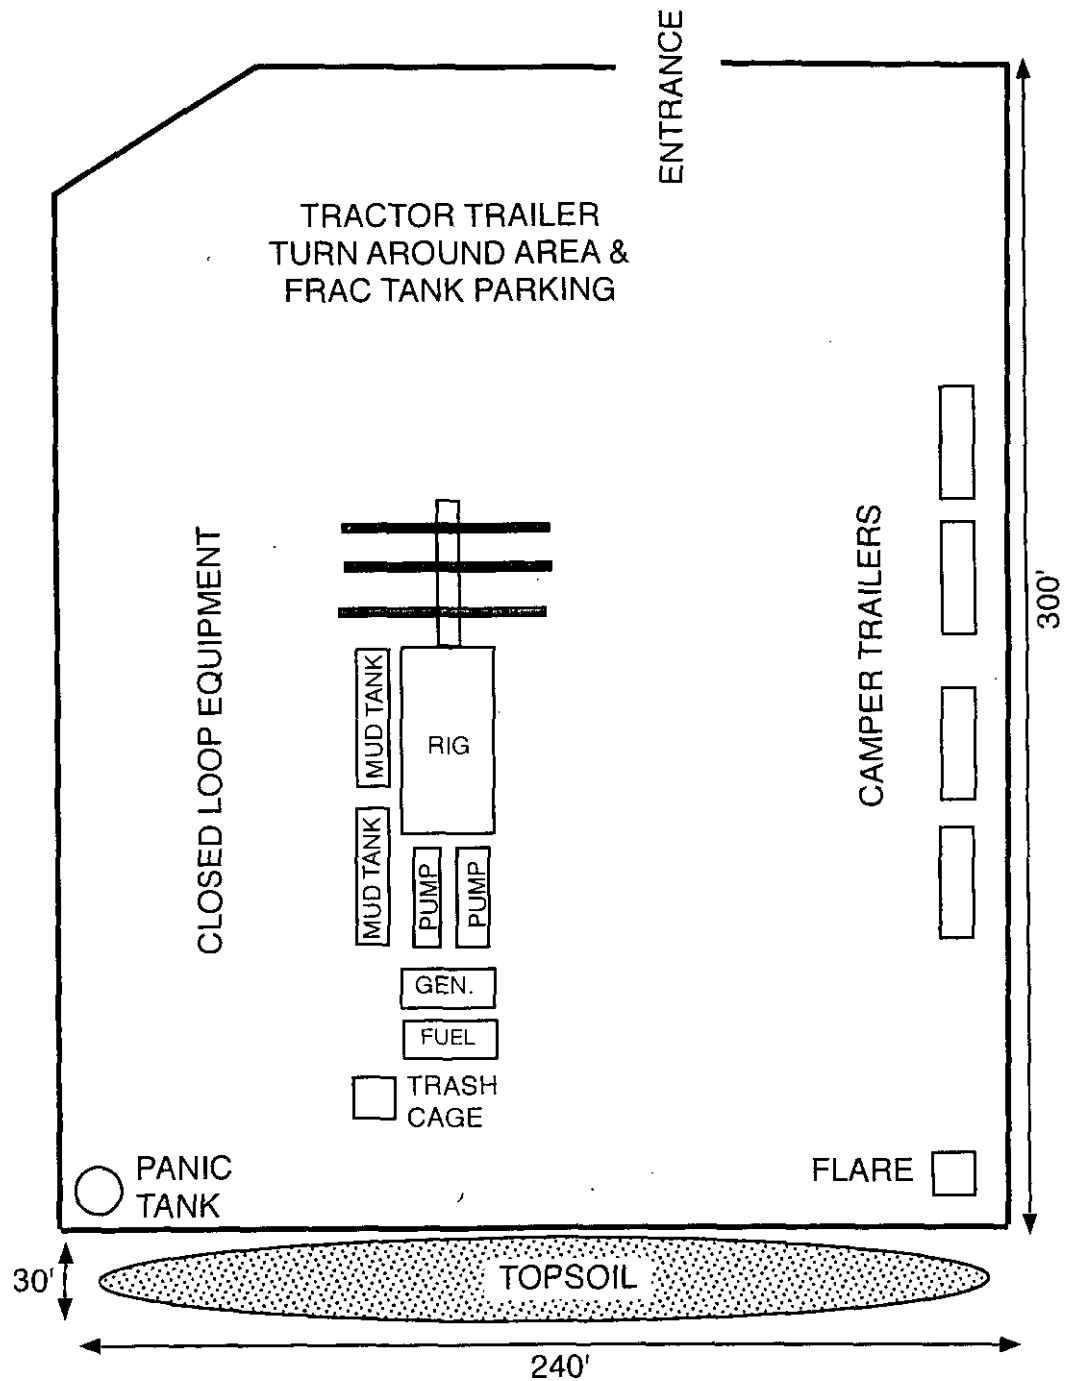 ENTRANCE
TRACTOR TRAILER
TURN AROUND AREA &
FRAC TANK PARKING
CLOSED LOOP EQUIPMENT
CAMPER TRAILERS
300'
MUD TANK
RIG
MUD TANK
PUMP
PUMP
GEN.
FUEL
TRASH
CAGE
PANIC
TANK
FLARE
30'
TOPSOIL
240'